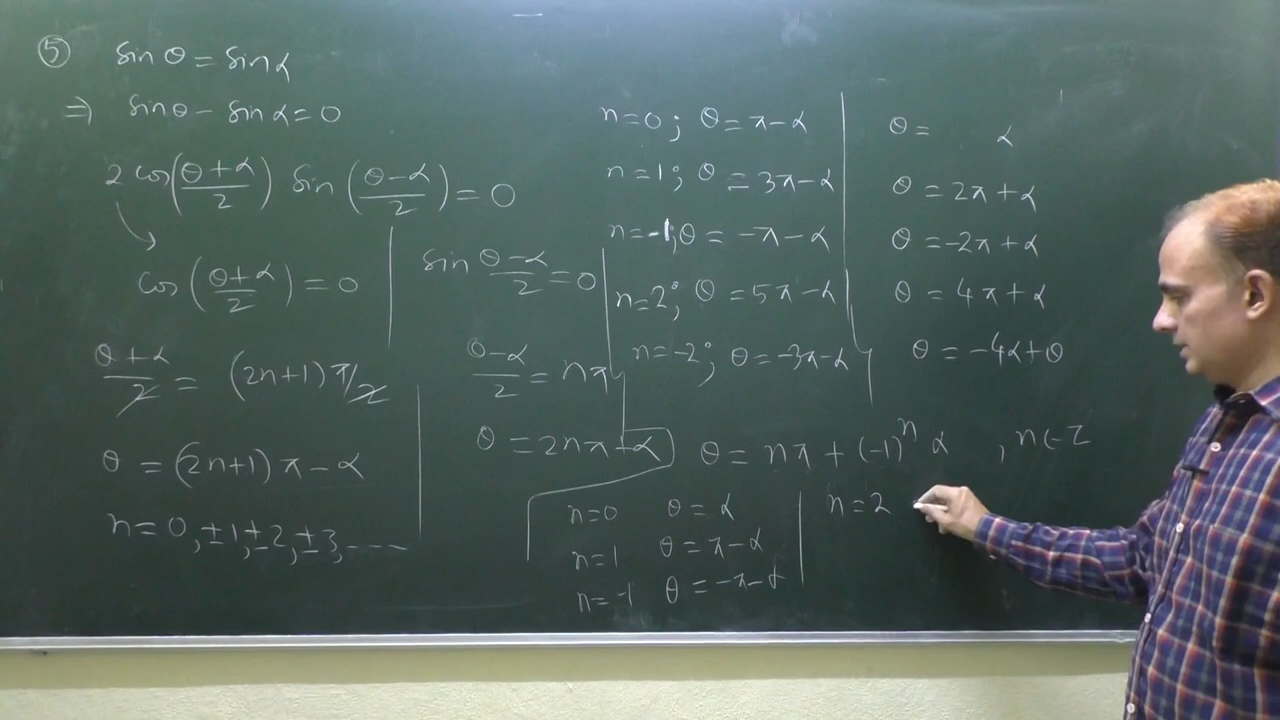 ⑤ sin θ = sin α
⇒ sin θ − sin α = 0
2 cos((θ + α)/2) sin((θ − α)/2) = 0
cos((θ + α)/2) = 0
(θ + α)/2 = (2n+1) π/2
θ = (2n+1) π − α
n = 0, ±1, ±2, ±3, ----
sin (θ − α)/2 = 0
(θ − α)/2 = nπ
θ = 2nπ + α
n = 0; θ = π − α
n = 1; θ = 3π − α
n = -1; θ = −π − α
n = 2; θ = 5π − α
n = -2; θ = −3π − α
θ = α
θ = 2π + α
θ = −2π + α
θ = 4π + α
θ = −4α + θ
θ = nπ + (−1)ⁿ α , n ∈ Z
n=0 θ = α
n=1 θ = π − α
n=-1 θ = −π − α
n = 2